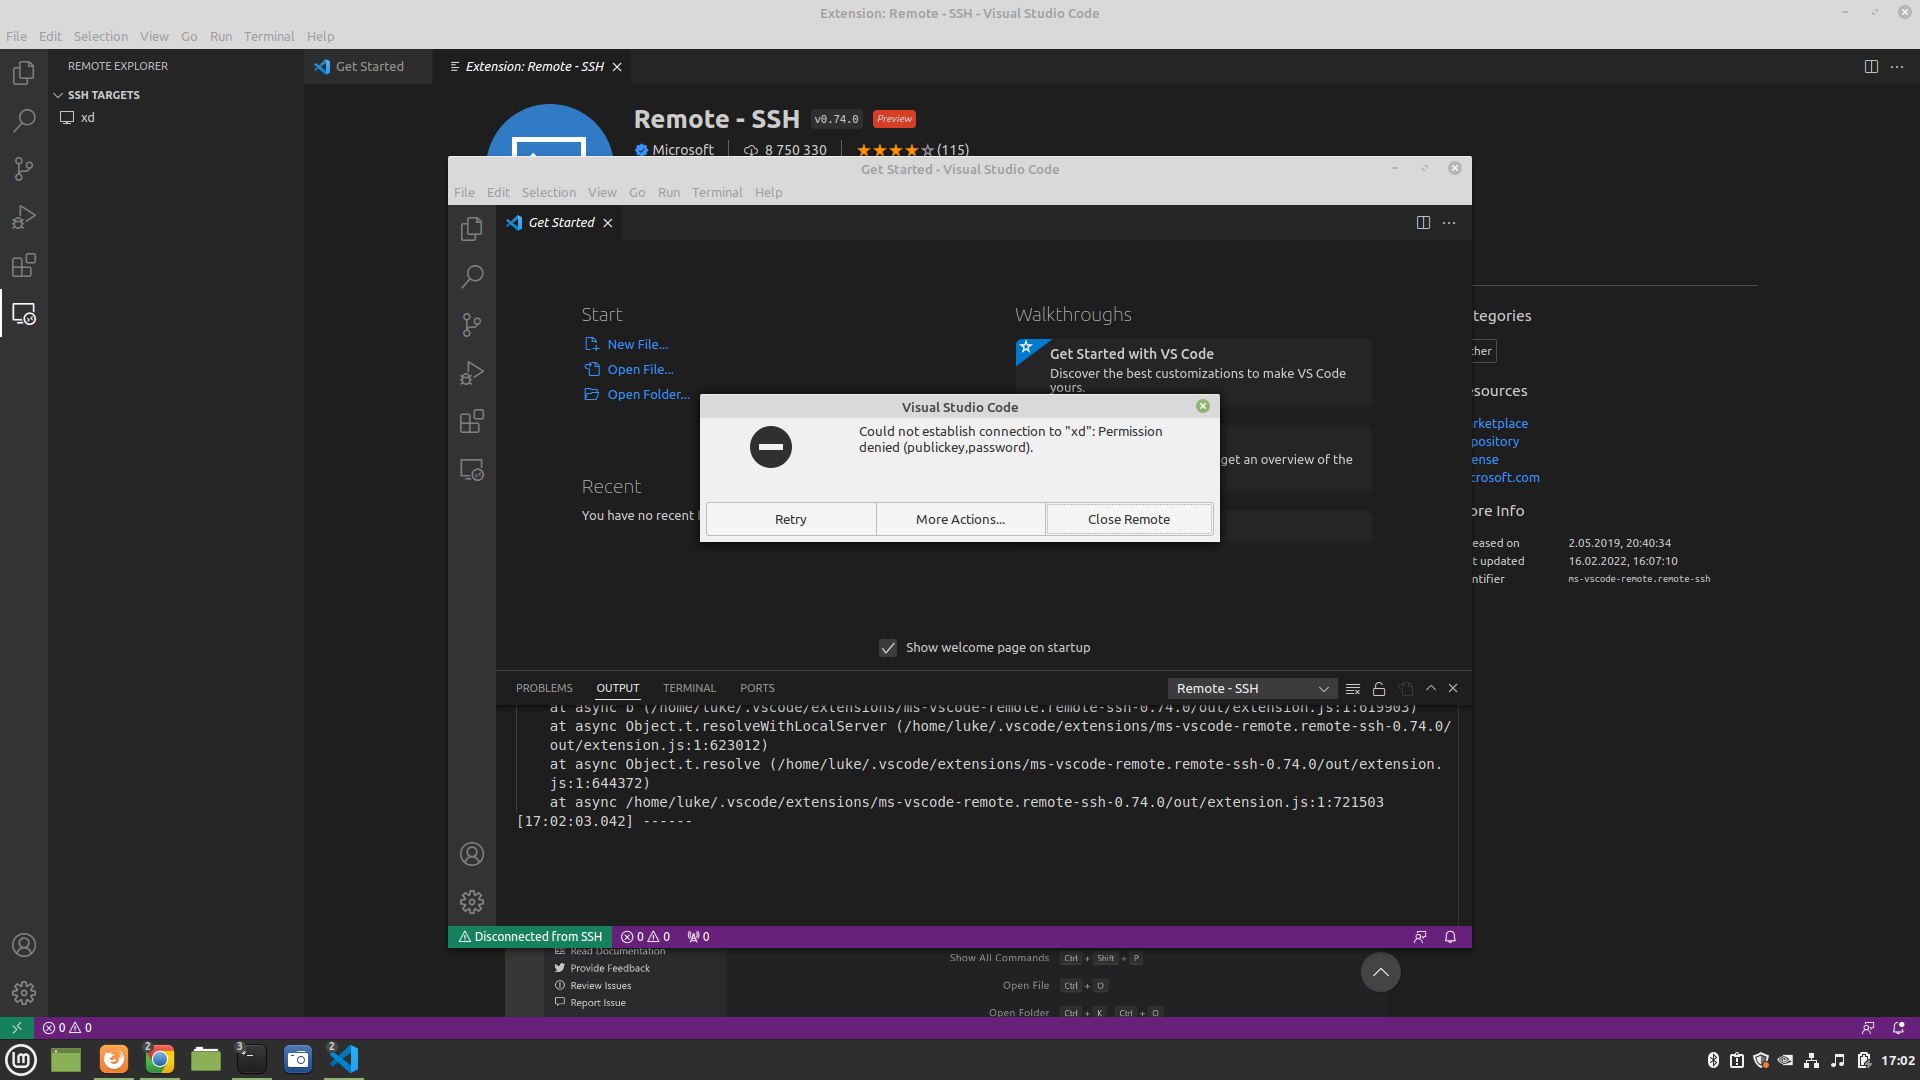 Extension: Remote - SSH - Visual Studio Code
File Edit Selection View Go Run Terminal Help
REMOTE EXPLORER
SSH TARGETS
xd
Get Started
Extension: Remote - SSH
Remote - SSH v0.74.0 Preview
Microsoft 8 750 330 (115)
Get Started - Visual Studio Code
File Edit Selection View Go Run Terminal Help
Get Started
Start
New File...
Open File...
Open Folder...
Recent
You have no recent
Walkthroughs
Get Started with VS Code
Discover the best customizations to make VS Code
yours.
get an overview of the
Visual Studio Code
Could not establish connection to "xd": Permission
denied (publickey,password).
Retry
More Actions...
Close Remote
Show welcome page on startup
tegories
her
sources
rketplace
pository
ense
crosoft.com
ore Info
eased on 2.05.2019, 20:40:34
t updated 16.02.2022, 16:07:10
ntifier ms-vscode-remote.remote-ssh
PROBLEMS OUTPUT TERMINAL PORTS
Remote - SSH
at async b (/home/luke/.vscode/extensions/ms-vscode-remote.remote-ssh-0.74.0/out/extension.js:1:619903)
at async Object.t.resolveWithLocalServer (/home/luke/.vscode/extensions/ms-vscode-remote.remote-ssh-0.74.0/
out/extension.js:1:623012)
at async Object.t.resolve (/home/luke/.vscode/extensions/ms-vscode-remote.remote-ssh-0.74.0/out/extension.
js:1:644372)
at async /home/luke/.vscode/extensions/ms-vscode-remote.remote-ssh-0.74.0/out/extension.js:1:721503
[17:02:03.042] ------
Disconnected from SSH 0 0 0
Read Documentation
Provide Feedback
Review Issues
Report Issue
Show All Commands Ctrl + Shift + P
Open File Ctrl + O
Open Folder Ctrl + K Ctrl + O
0 0
2 3 2
17:02